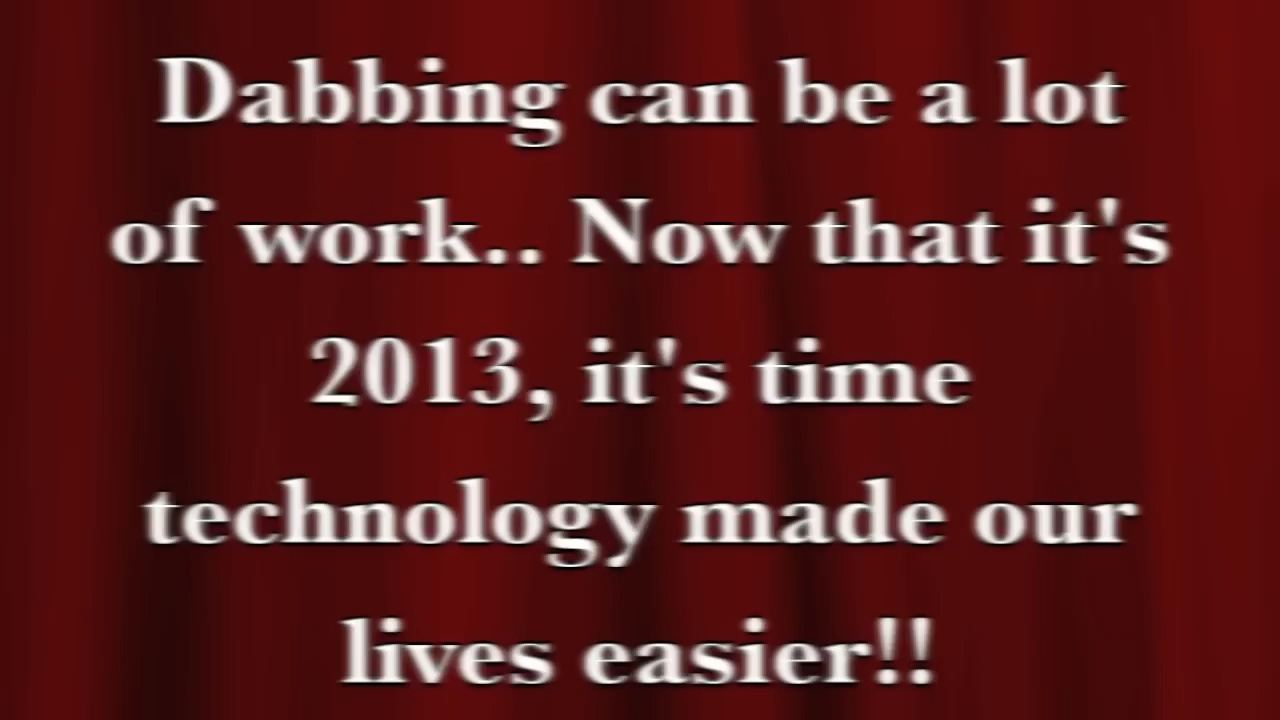 Dabbing can be a lot
of work.. Now that it's
2013, it's time
technology made our
lives easier!!